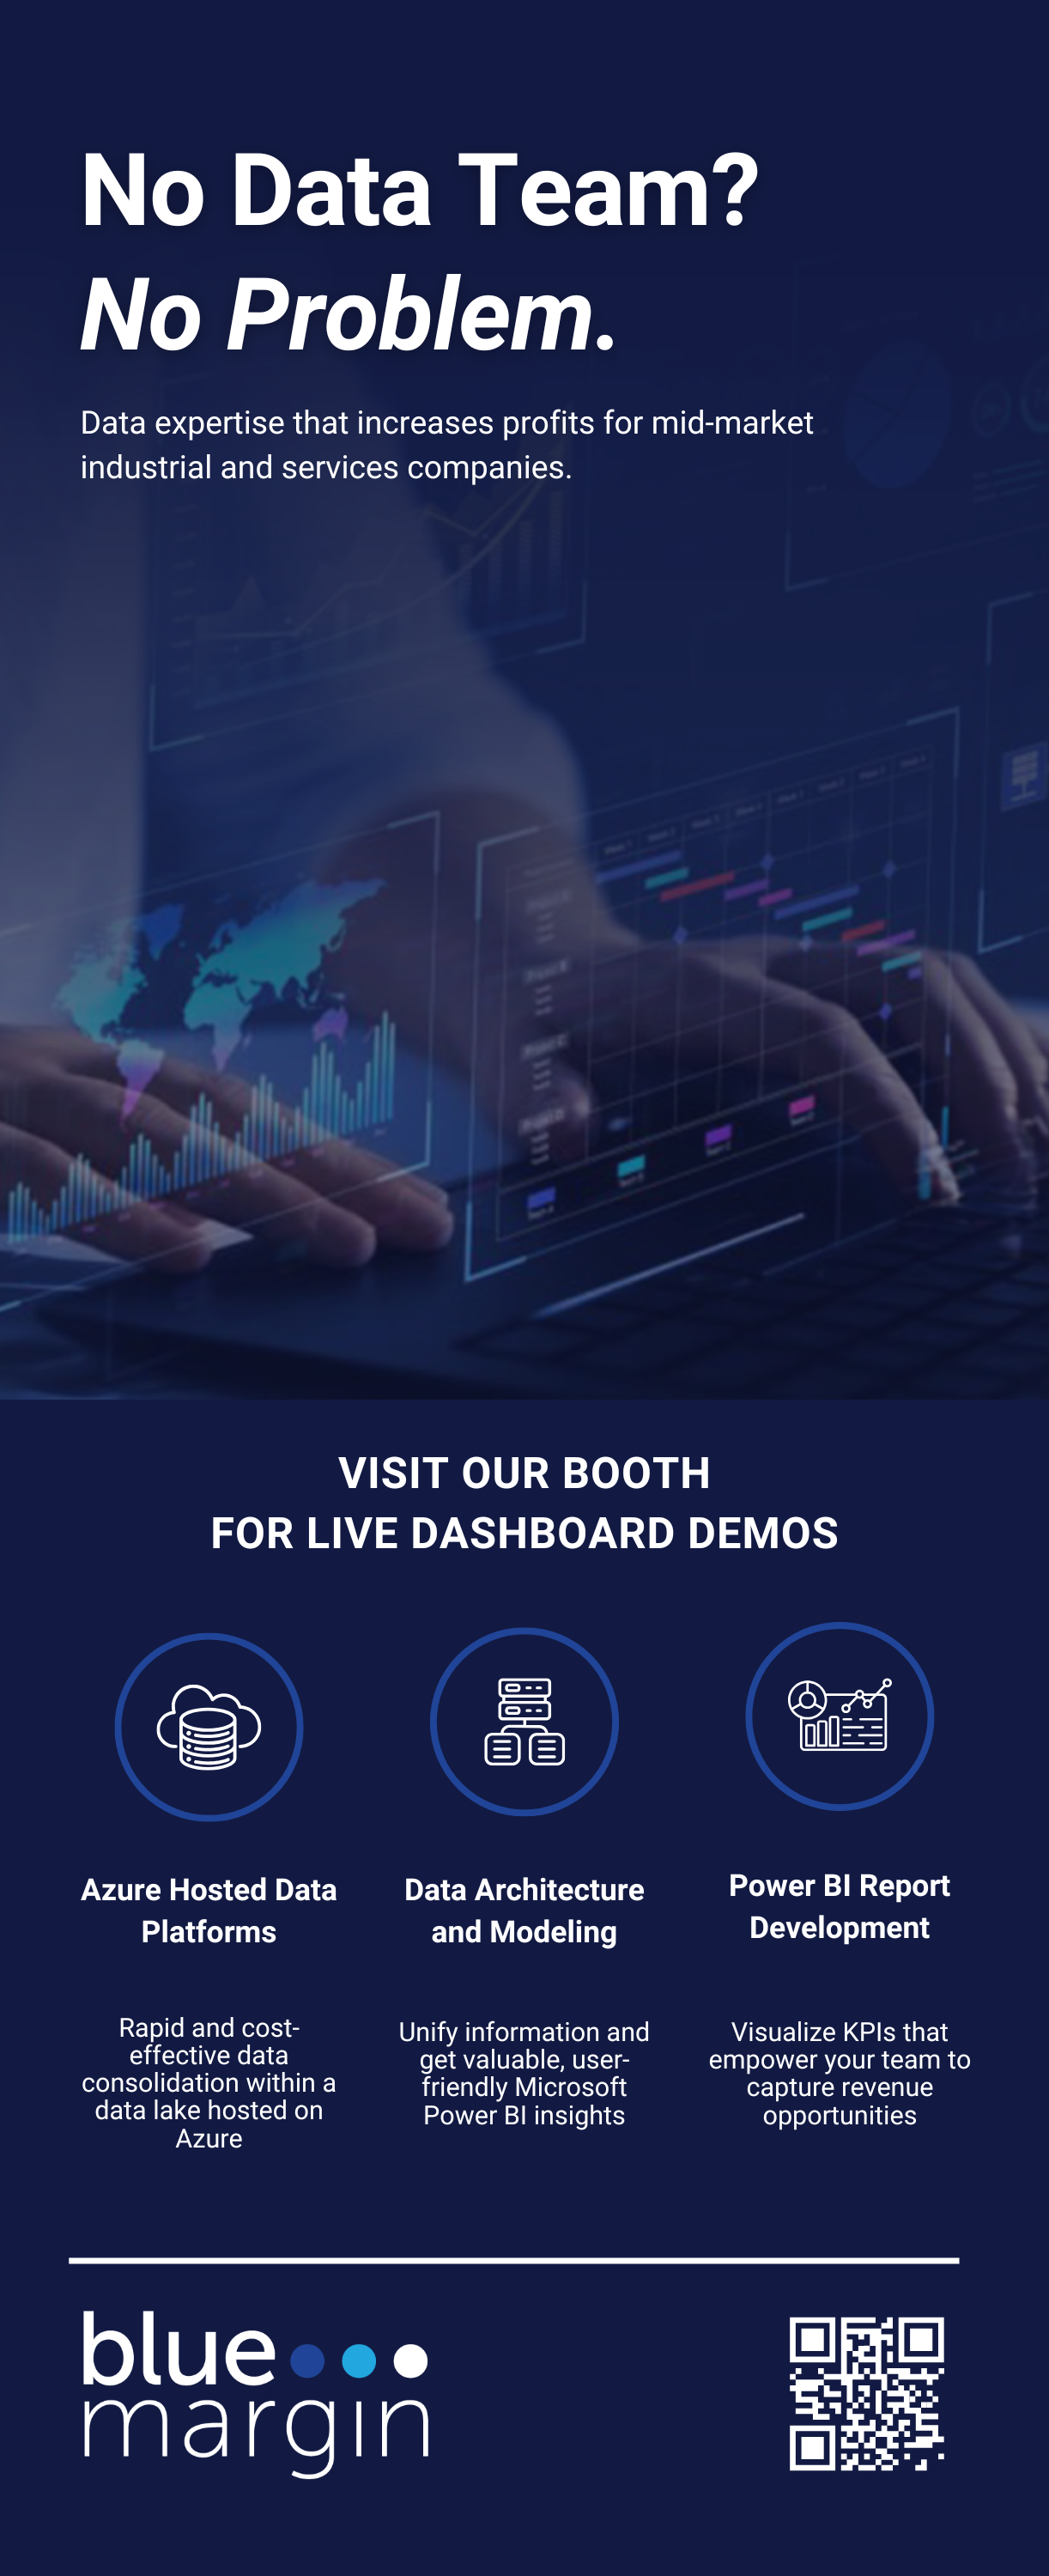 No Data Team?
No Problem.
Data expertise that increases profits for mid-market
industrial and services companies.
VISIT OUR BOOTH
FOR LIVE DASHBOARD DEMOS
Azure Hosted Data
Platforms
Data Architecture
and Modeling
Power BI Report
Development
Rapid and cost-
effective data
consolidation within a
data lake hosted on
Azure
Unify information and
get valuable, user-
friendly Microsoft
Power BI insights
Visualize KPIs that
empower your team to
capture revenue
opportunities
blue
margin